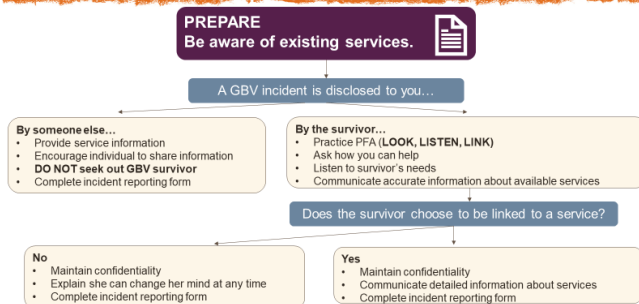 PREPARE
Be aware of existing services.
A GBV incident is disclosed to you…
By someone else…
• Provide service information
• Encourage individual to share information
• DO NOT seek out GBV survivor
• Complete incident reporting form
By the survivor…
• Practice PFA (LOOK, LISTEN, LINK)
• Ask how you can help
• Listen to survivor's needs
• Communicate accurate information about available services
Does the survivor choose to be linked to a service?
No
• Maintain confidentiality
• Explain she can change her mind at any time
• Complete incident reporting form
Yes
• Maintain confidentiality
• Communicate detailed information about services
• Complete incident reporting form